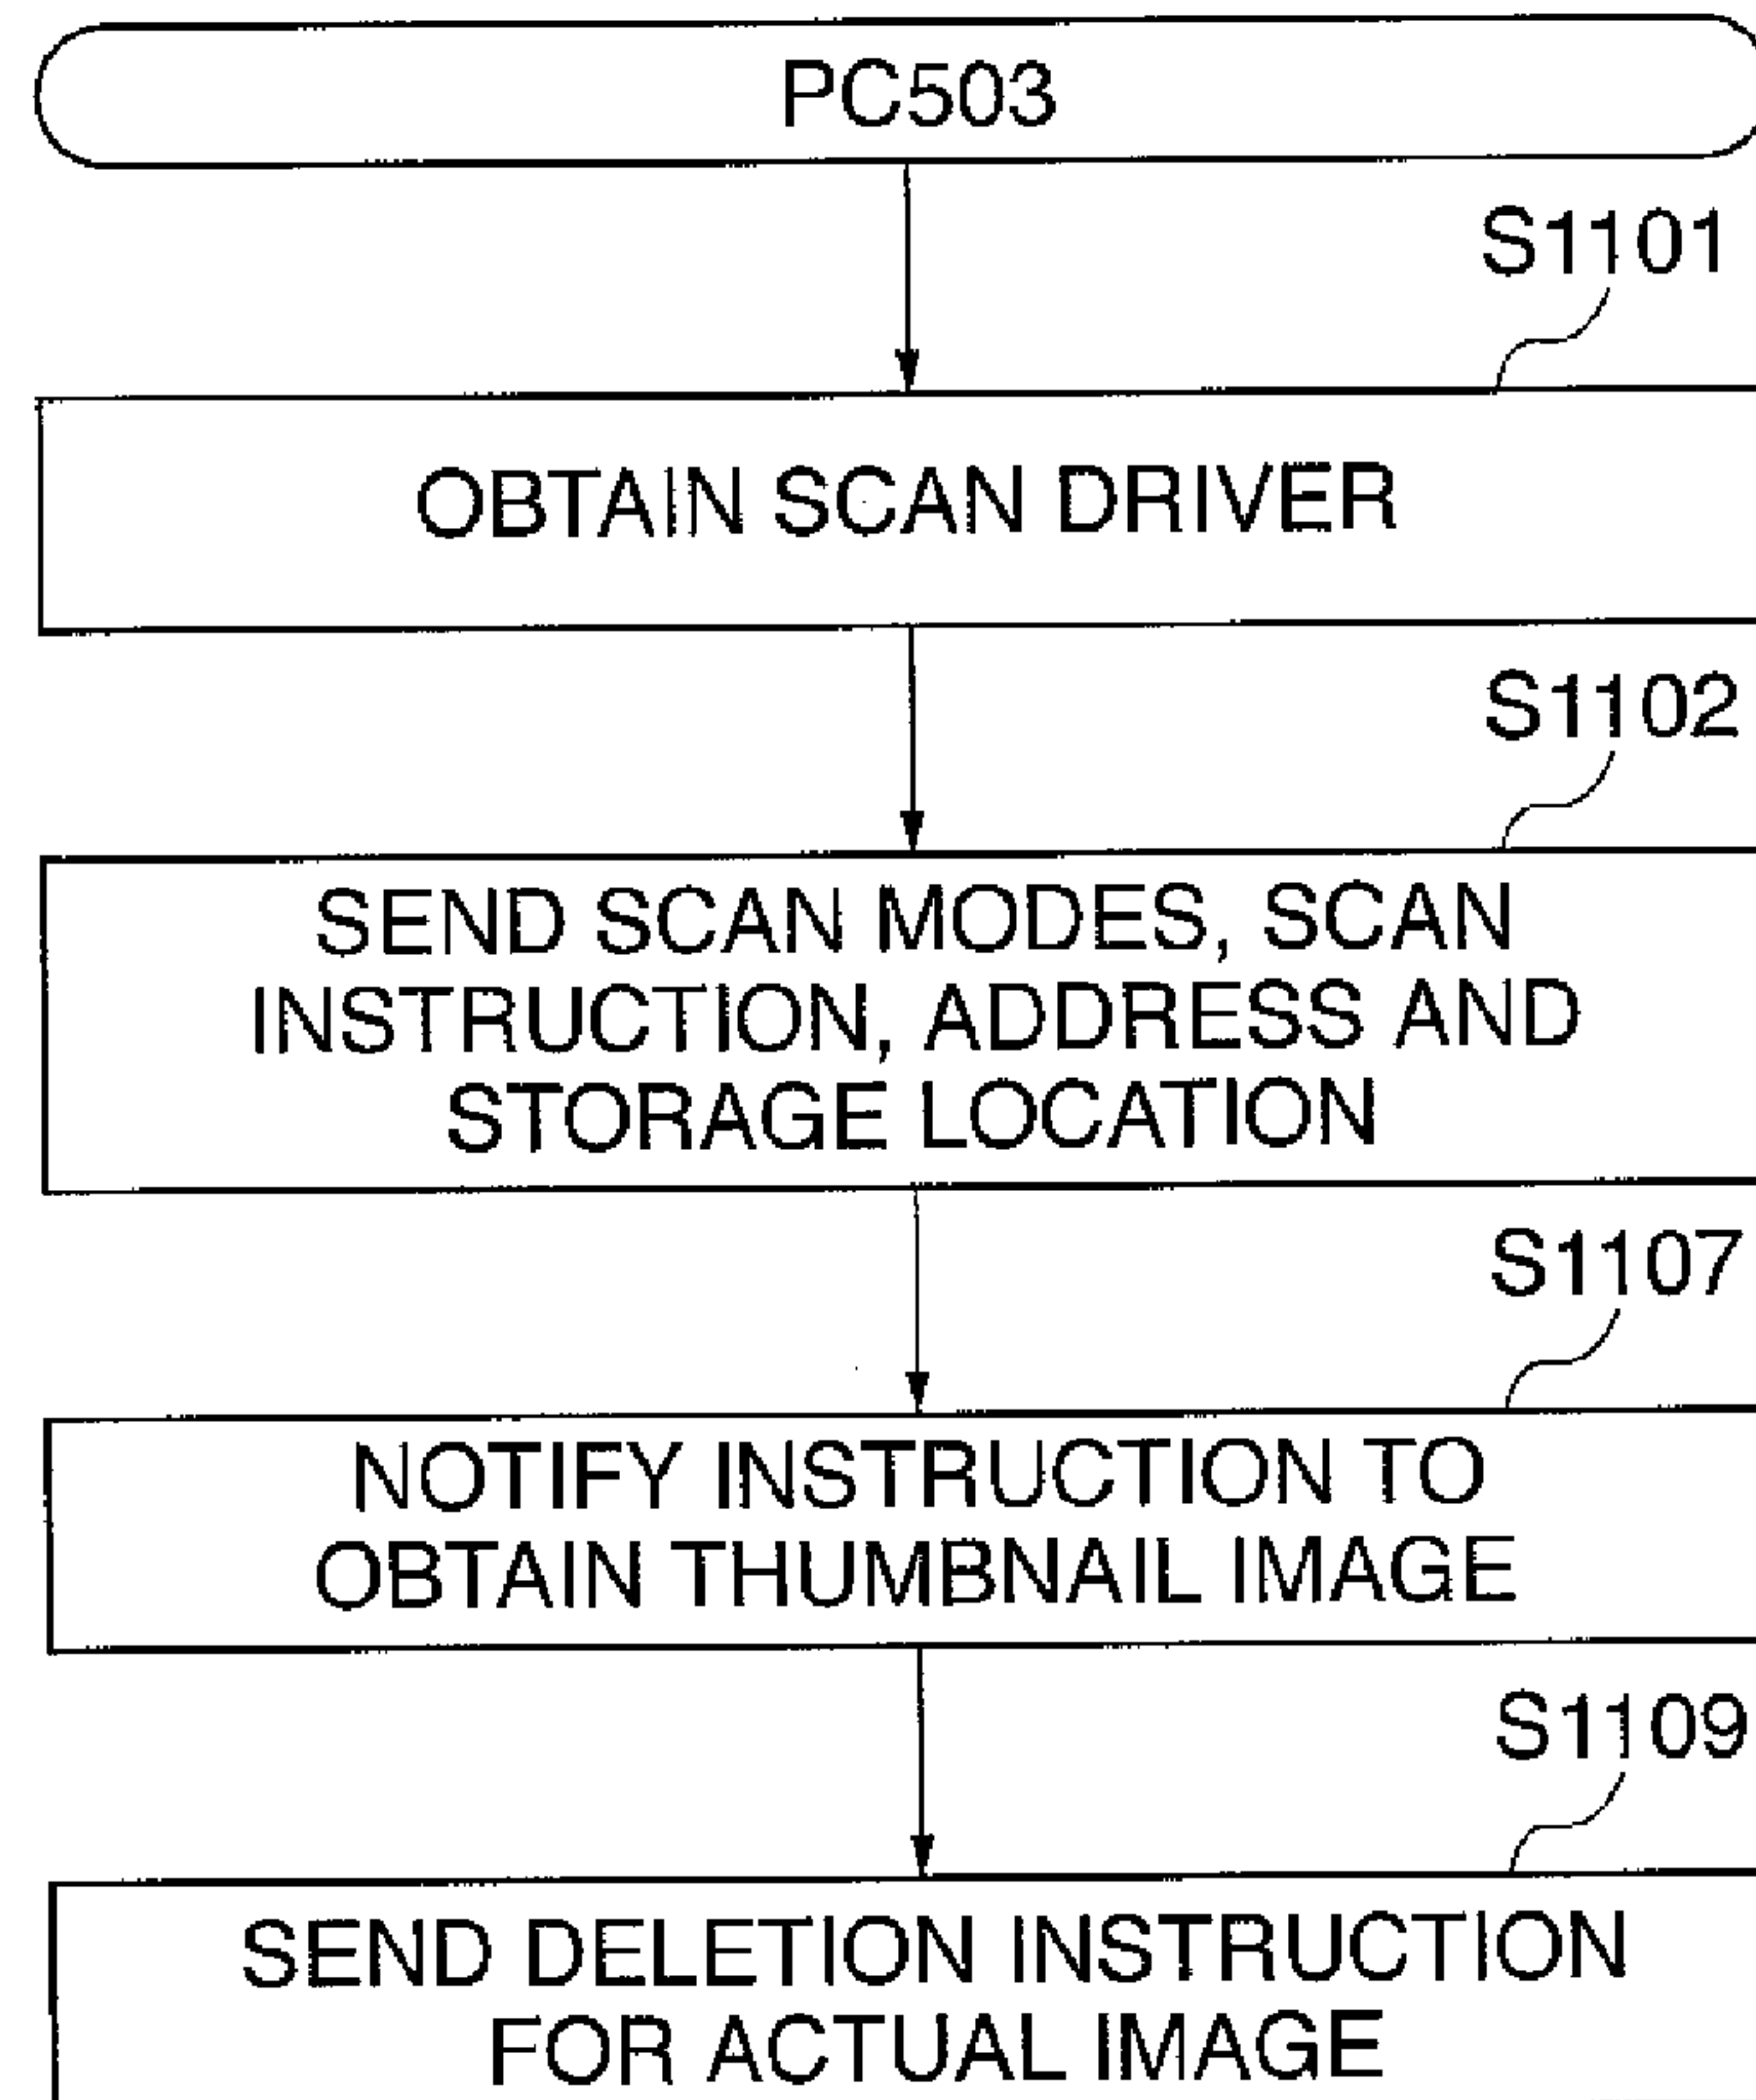 PC503
S1101
OBTAIN SCAN DRIVER
S1102
SEND SCAN MODES, SCAN
INSTRUCTION, ADDRESS AND
STORAGE LOCATION
S1107
NOTIFY INSTRUCTION TO
OBTAIN THUMBNAIL IMAGE
S1109
SEND DELETION INSTRUCTION
FOR ACTUAL IMAGE